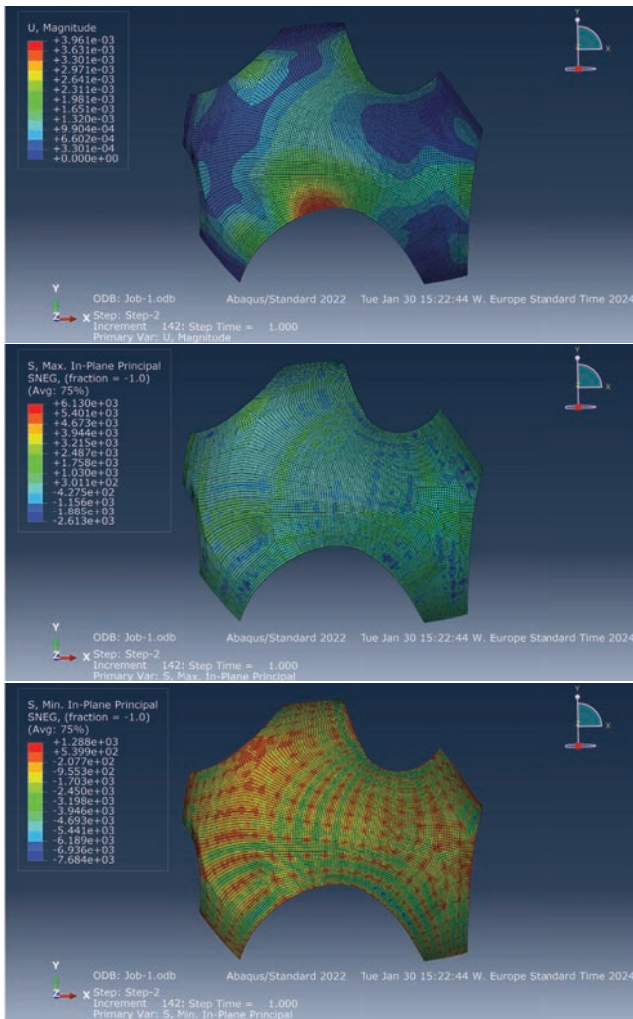 U, Magnitude
+3.961e-03
+3.631e-03
+3.301e-03
+2.971e-03
+2.641e-03
+2.311e-03
+1.981e-03
+1.651e-03
+1.320e-03
+9.904e-04
+6.602e-04
+3.301e-04
+0.000e+00
Y
X
Y
Z
X
ODB: Job-1.odb Abaqus/Standard 2022 Tue Jan 30 15:22:44 W. Europe Standard Time 2024
Step: Step-2
Increment 142: Step Time = 1.000
Primary Var: U, Magnitude
S, Max. In-Plane Principal
SNEG, (fraction = -1.0)
(Avg: 75%)
+6.130e+03
+5.401e+03
+4.673e+03
+3.944e+03
+3.215e+03
+2.487e+03
+1.758e+03
+1.030e+03
+3.011e+02
-4.275e+02
-1.156e+03
-1.885e+03
-2.613e+03
Y
X
Y
Z
X
ODB: Job-1.odb Abaqus/Standard 2022 Tue Jan 30 15:22:44 W. Europe Standard Time 2024
Step: Step-2
Increment 142: Step Time = 1.000
Primary Var: S, Max. In-Plane Principal
S, Min. In-Plane Principal
SNEG, (fraction = -1.0)
(Avg: 75%)
+1.288e+03
+5.399e+02
-2.077e+02
-9.553e+02
-1.703e+03
-2.450e+03
-3.198e+03
-3.946e+03
-4.693e+03
-5.441e+03
-6.189e+03
-6.936e+03
-7.684e+03
Y
X
Y
Z
X
ODB: Job-1.odb Abaqus/Standard 2022 Tue Jan 30 15:22:44 W. Europe Standard Time 2024
Step: Step-2
Increment 142: Step Time = 1.000
Primary Var: S, Min. In-Plane Principal